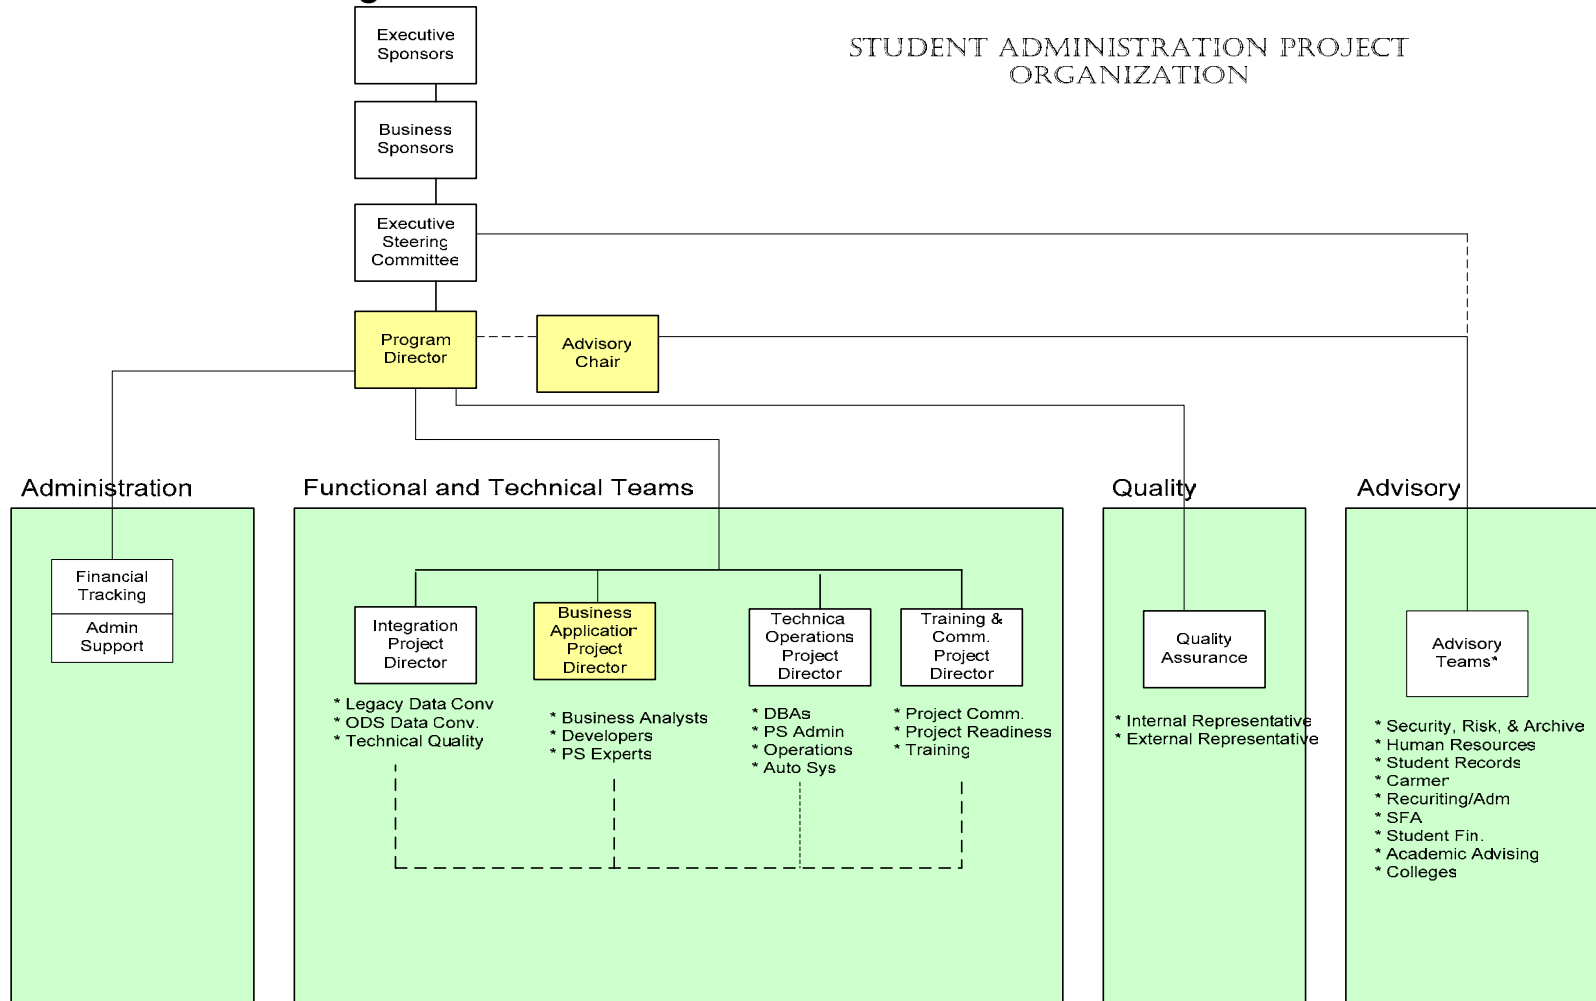 Executive
Sponsors
STUDENT ADMINISTRATION PROJECT
ORGANIZATION
Business
Sponsors
Executive
Steering
Committee
Program
Director
Advisory
Chair
Administration
Functional and Technical Teams
Quality
Advisory
Financial
Tracking
Admin
Support
Integration
Project
Director
* Legacy Data Conv
* ODS Data Conv.
* Technical Quality
Business
Application
Project
Director
* Business Analysts
* Developers
* PS Experts
Technica
Operations
Project
Director
* DBAs
* PS Admin
* Operations
* Auto Sys
Training &
Comm.
Project
Director
* Project Comm.
* Project Readiness
* Training
Quality
Assurance
* Internal Representative
* External Representative
Advisory
Teams*
* Security, Risk, & Archive
* Human Resources
* Student Records
* Carmen
* Recuriting/Adm
* SFA
* Student Fin.
* Academic Advising
* Colleges